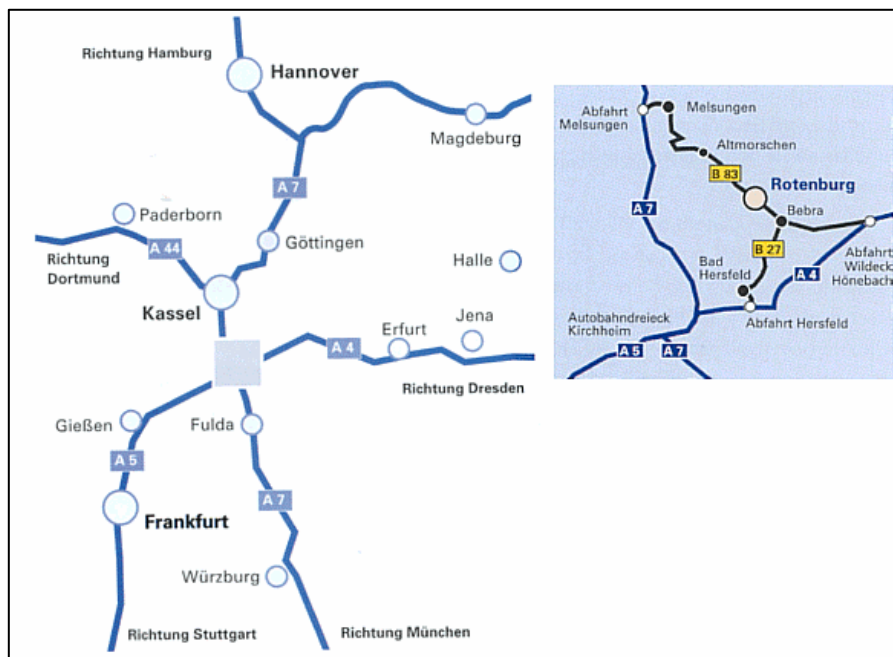 Richtung Hamburg
Hannover
Magdeburg
A 7
Paderborn
A 44
Göttingen
Richtung
Dortmund
Halle
Kassel
Jena
Erfurt
A 4
Richtung Dresden
Gießen
Fulda
A 5
A 7
Frankfurt
Würzburg
Richtung Stuttgart
Richtung München
Abfahrt
Melsungen
Melsungen
Altmorschen
B 83
Rotenburg
A 7
Bebra
B 27
Bad
Hersfeld
A 4
Abfahrt
Wildeck
Hönebach
Autobahndreieck
Kirchheim
Abfahrt Hersfeld
A 5
A 7